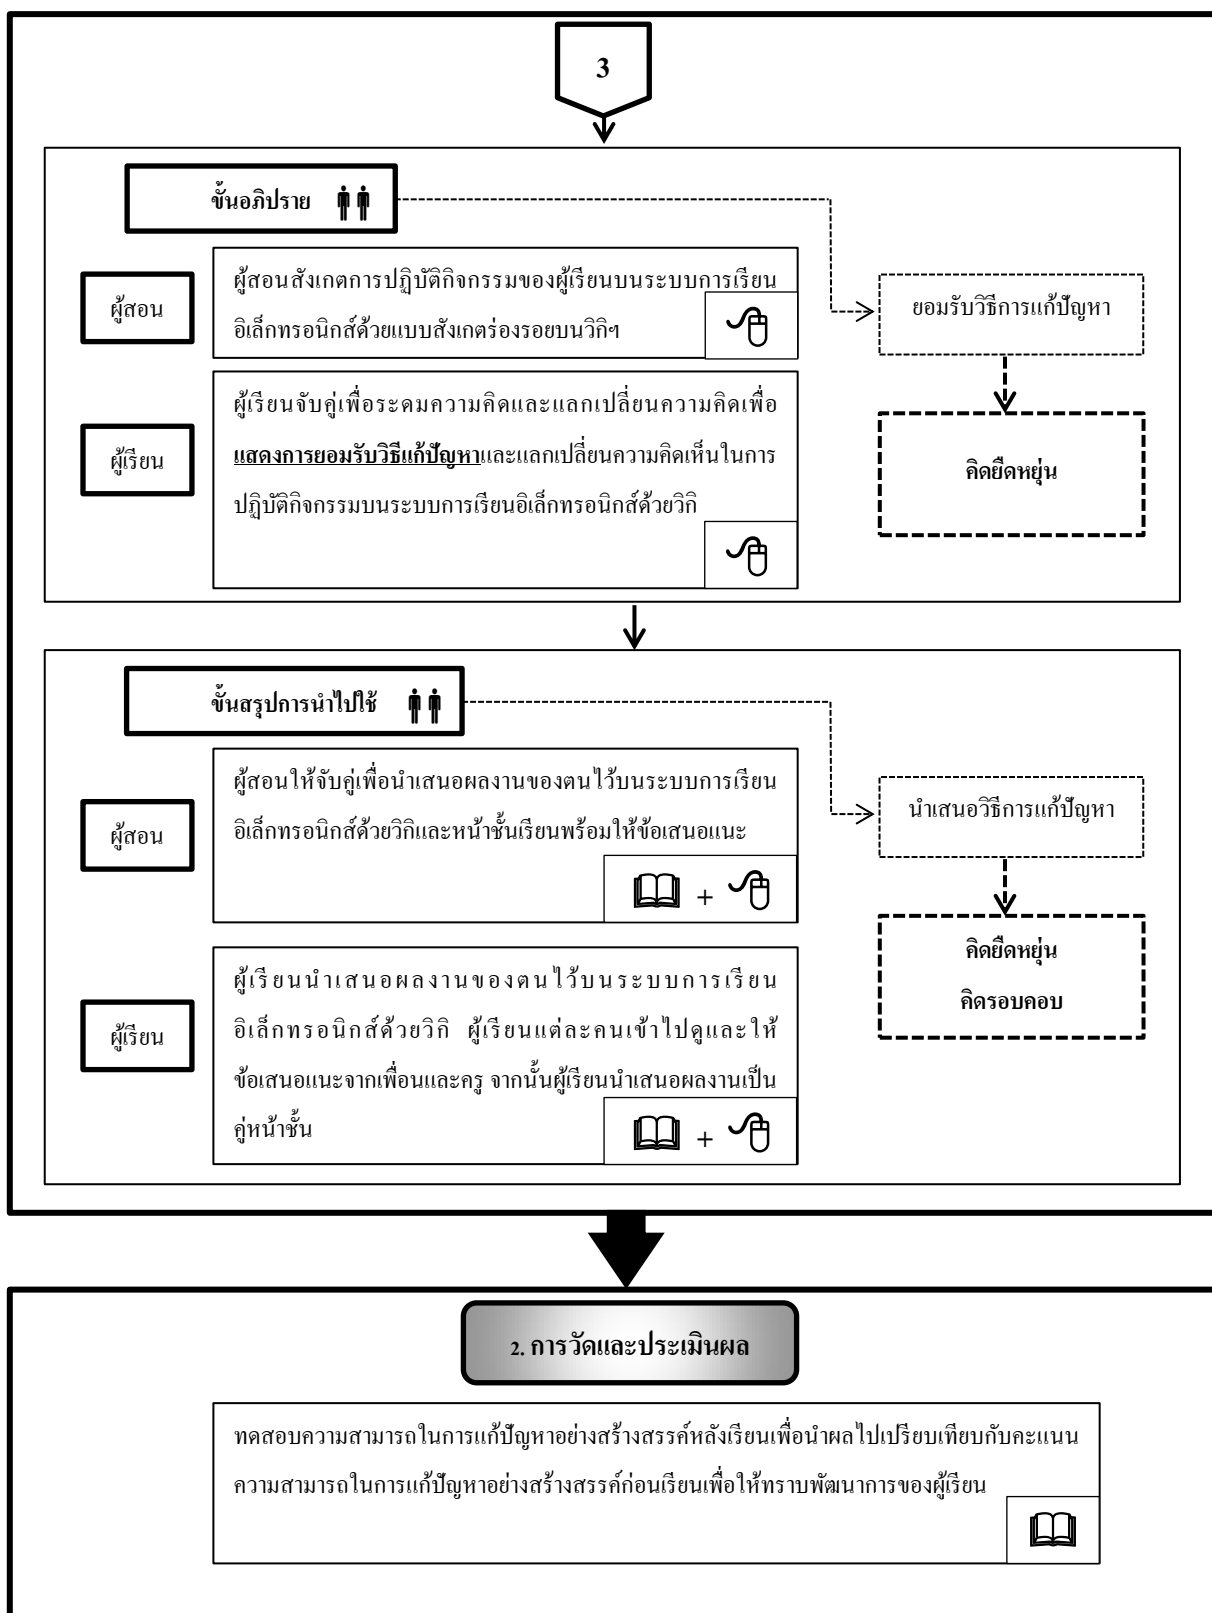 3
ขั้นอภิปราย
ผู้สอน
ผู้สอนสังเกตการปฏิบัติกิจกรรมของผู้เรียนบนระบบการเรียน
อิเล็กทรอนิกส์ด้วยแบบสังเกตร่องรอยบนวิกิฯ
ยอมรับวิธีการแก้ปัญหา
ผู้เรียน
ผู้เรียนจับคู่เพื่อระดมความคิดและแลกเปลี่ยนความคิดเพื่อ
แสดงการยอมรับวิธีแก้ปัญหาและแลกเปลี่ยนความคิดเห็นในการ
ปฏิบัติกิจกรรมบนระบบการเรียนอิเล็กทรอนิกส์ด้วยวิกิ
คิดยืดหยุ่น
ขั้นสรุปการนำไปใช้
ผู้สอน
ผู้สอนให้จับคู่เพื่อนำเสนอผลงานของตนไว้บนระบบการเรียน
อิเล็กทรอนิกส์ด้วยวิกิและหน้าชั้นเรียนพร้อมให้ข้อเสนอแนะ
+
นำเสนอวิธีการแก้ปัญหา
ผู้เรียน
ผู้เรียนนำเสนอผลงานของตนไว้บนระบบการเรียน
อิเล็กทรอนิกส์ด้วยวิกิ ผู้เรียนแต่ละคนเข้าไปดูและให้
ข้อเสนอแนะจากเพื่อนและครู จากนั้นผู้เรียนนำเสนอผลงานเป็น
คู่หน้าชั้น
+
คิดยืดหยุ่น
คิดรอบคอบ
2. การวัดและประเมินผล
ทดสอบความสามารถในการแก้ปัญหาอย่างสร้างสรรค์หลังเรียนเพื่อนำผลไปเปรียบเทียบกับคะแนน
ความสามารถในการแก้ปัญหาอย่างสร้างสรรค์ก่อนเรียนเพื่อให้ทราบพัฒนาการของผู้เรียน